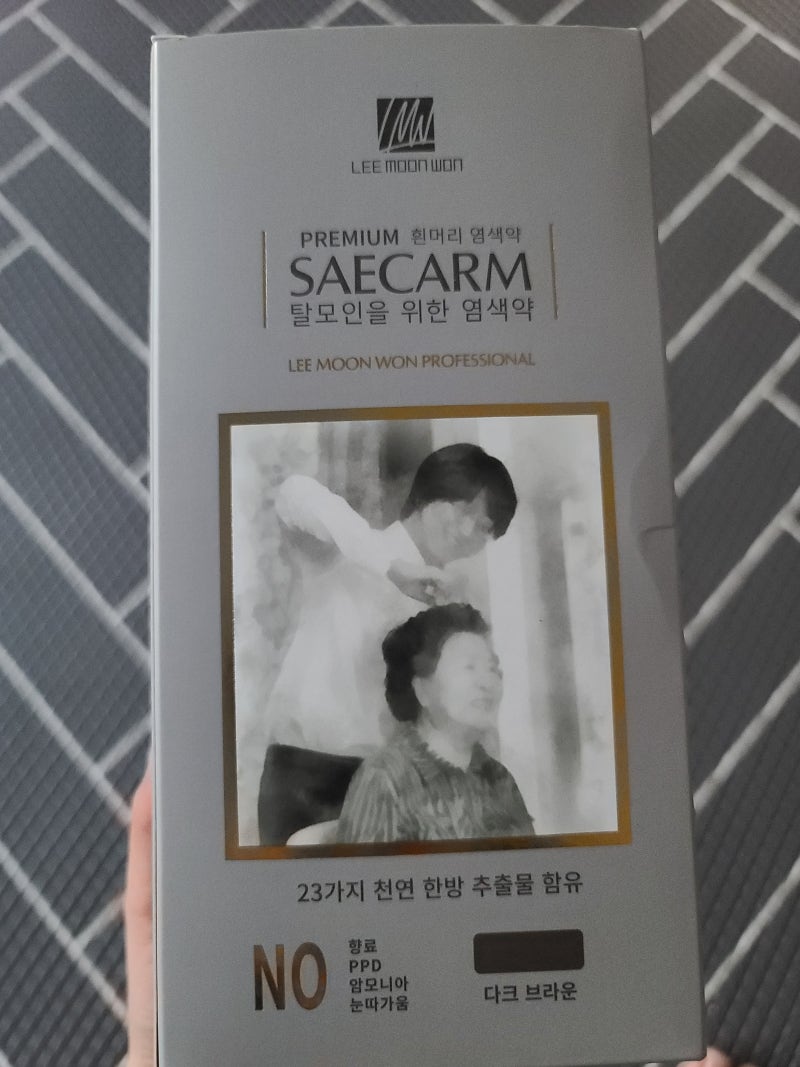 LMW
LEE MOON WON
PREMIUM 흰머리 염색약
SAECARM
탈모인을 위한 염색약
LEE MOON WON PROFESSIONAL
23가지 천연 한방 추출물 함유
NO
향료
PPD
암모니아
눈따가움
다크 브라운